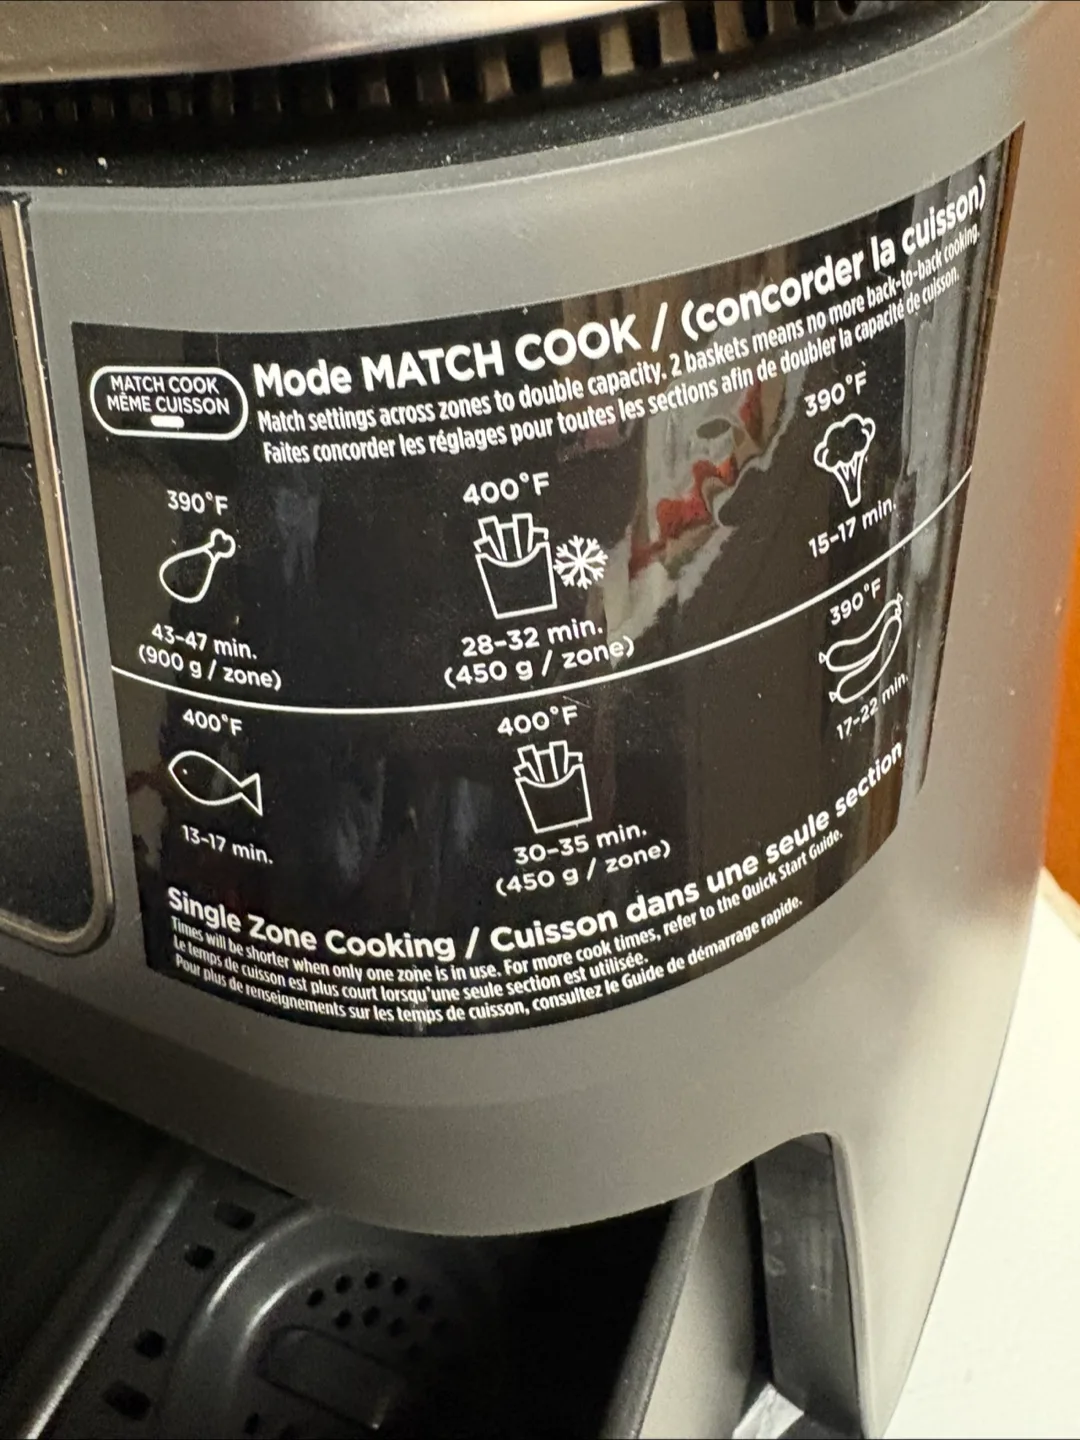 MATCH COOK
MÊME CUISSON
Mode MATCH COOK / (concorder la cuisson)
Match settings across zones to double capacity. 2 baskets means no more back-to-back cooking.
Faites concorder les réglages pour toutes les sections afin de doubler la capacité de cuisson.
390°F
43-47 min.
(900 g / zone)
400°F
28-32 min.
(450 g / zone)
390°F
15-17 min.
400°F
13-17 min.
400°F
30-35 min.
(450 g / zone)
390°F
17-22 min.
Single Zone Cooking / Cuisson dans une seule section
Times will be shorter when only one zone is in use. For more cook times, refer to the Quick Start Guide.
Le temps de cuisson est plus court lorsqu'une seule section est utilisée.
Pour plus de renseignements sur les temps de cuisson, consultez le Guide de démarrage rapide.